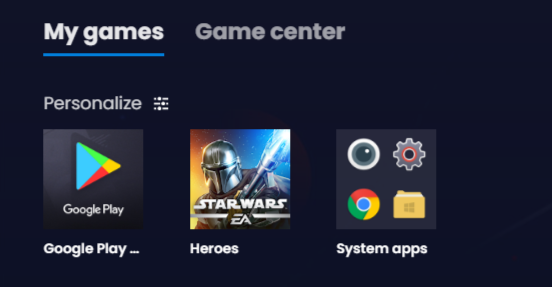 My games Game center
Personalize
Google Play
STAR WARS
EA
Google Play ... Heroes System apps